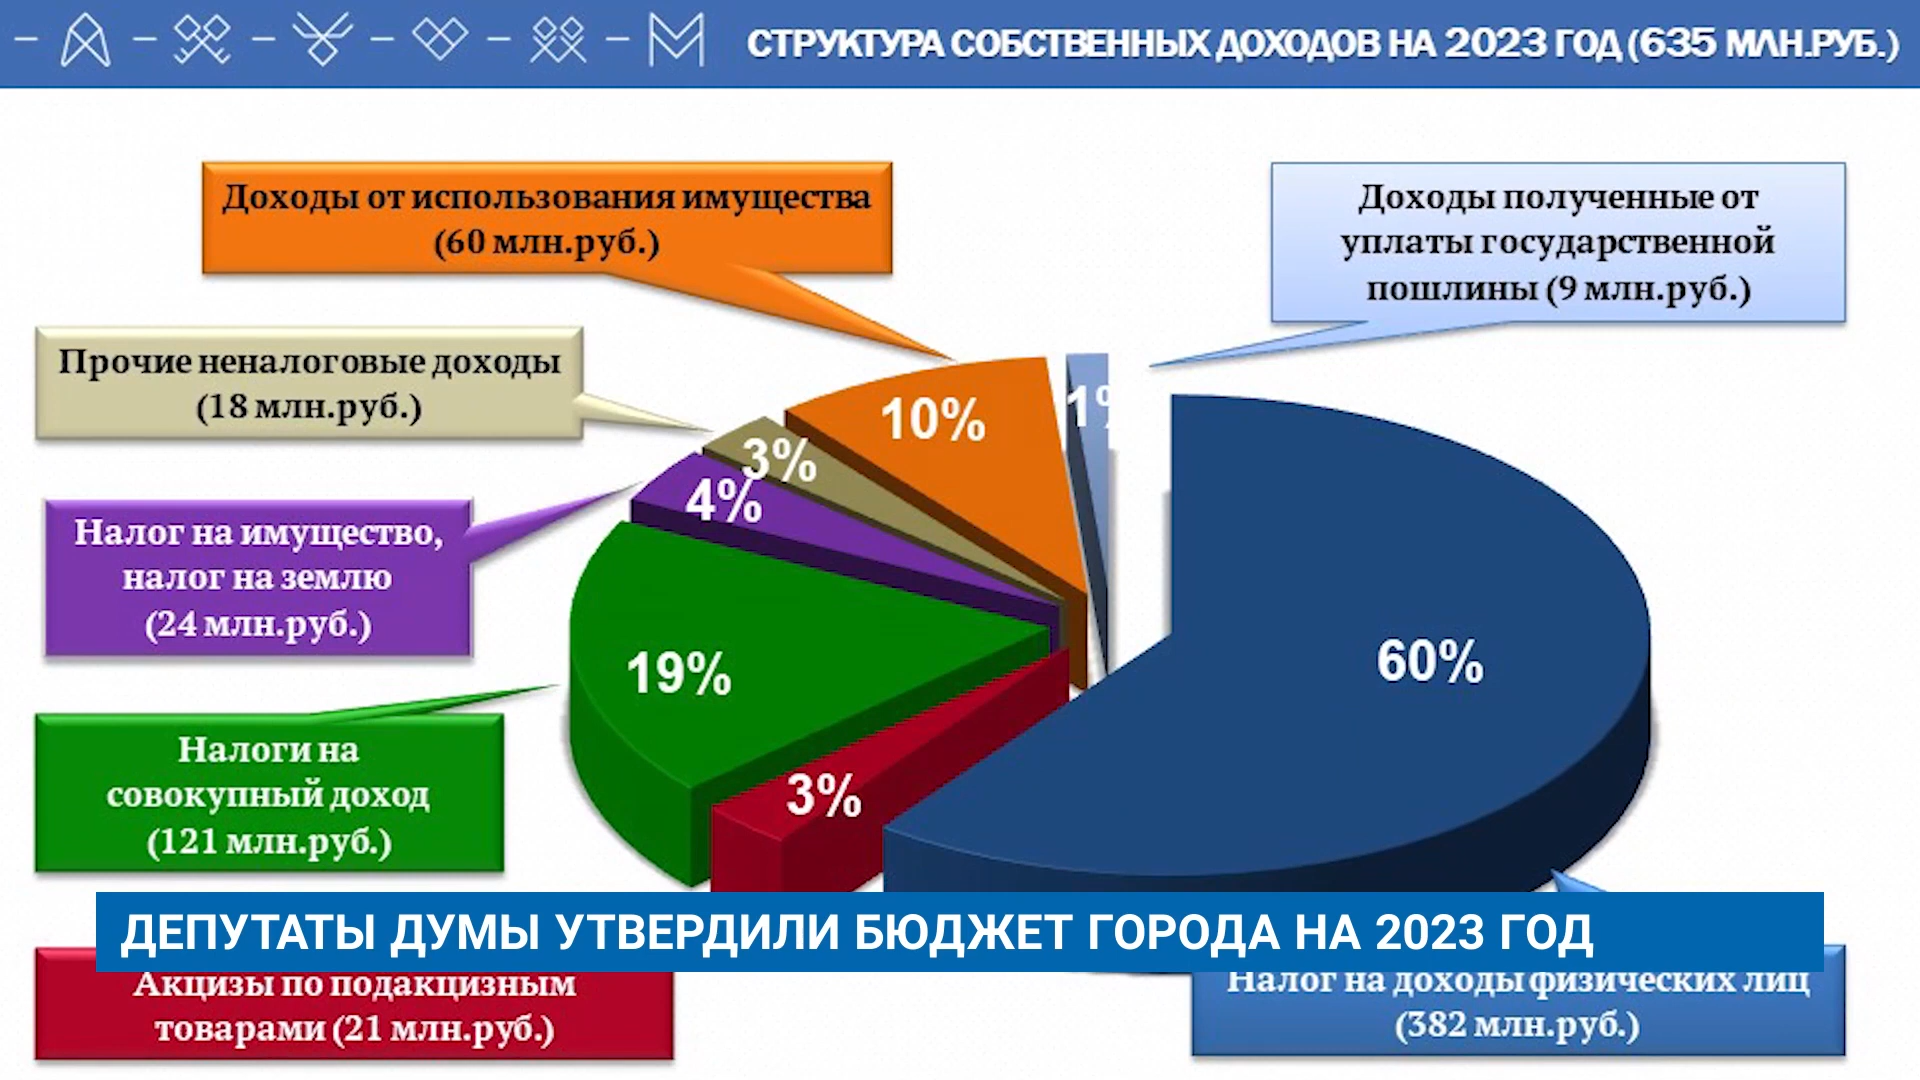 СТРУКТУРА СОБСТВЕННЫХ ДОХОДОВ НА 2023 ГОД (635 МЛН.РУБ.)
Доходы от использования имущества
(60 млн.руб.)
Доходы полученные от
уплаты государственной
пошлины (9 млн.руб.)
Прочие неналоговые доходы
(18 млн.руб.)
10%
1%
3%
4%
Налог на имущество,
налог на землю
(24 млн.руб.)
19%
60%
Налоги на
совокупный доход
(121 млн.руб.)
3%
ДЕПУТАТЫ ДУМЫ УТВЕРДИЛИ БЮДЖЕТ ГОРОДА НА 2023 ГОД
Акцизы по подакцизным
товарами (21 млн.руб.)
Налог на доходы физических лиц
(382 млн.руб.)